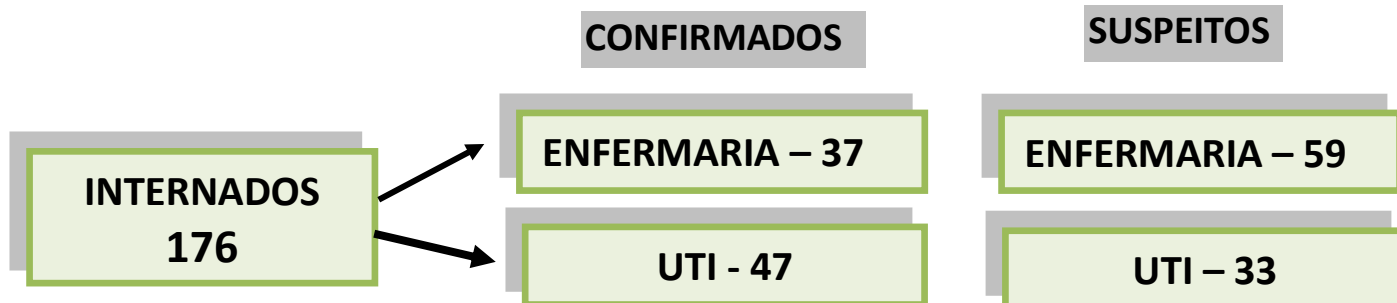 CONFIRMADOS
SUSPEITOS
INTERNADOS
176
ENFERMARIA – 37
ENFERMARIA – 59
UTI - 47
UTI – 33